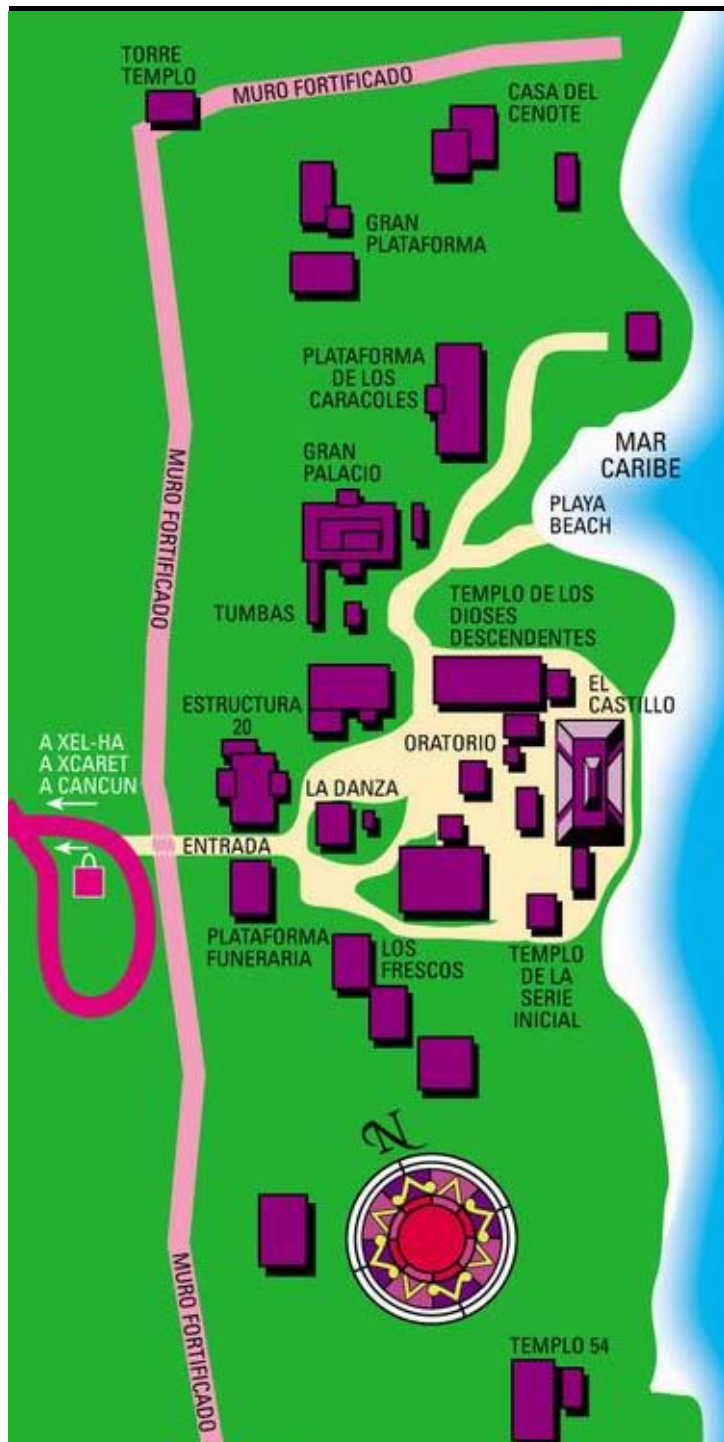 TORRE
TEMPLO
MURO FORTIFICADO
CASA DEL
CENOTE
GRAN
PLATAFORMA
PLATAFORMA
DE LOS
CARACOLES
MAR
CARIBE
GRAN
PALACIO
MURO FORTIFICADO
PLAYA
BEACH
TUMBAS
TEMPLO DE LOS
DIOSES
DESCENDENTES
EL
CASTILLO
ESTRUCTURA
20
ORATORIO
A XEL-HA
A XCARET
A CANCUN
LA DANZA
ENTRADA
PLATAFORMA
FUNERARIA
LOS
FRESCOS
TEMPLO
DE LA
SERIE
INICIAL
N
MURO FORTIFICADO
TEMPLO 54